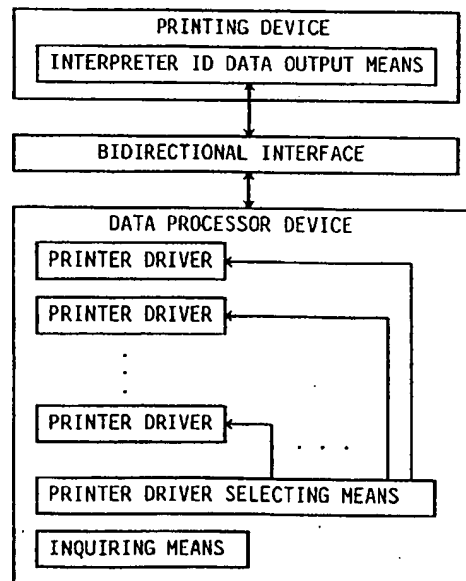 PRINTING DEVICE
INTERPRETER ID DATA OUTPUT MEANS
BIDIRECTIONAL INTERFACE
DATA PROCESSOR DEVICE
PRINTER DRIVER
PRINTER DRIVER
PRINTER DRIVER
PRINTER DRIVER SELECTING MEANS
INQUIRING MEANS